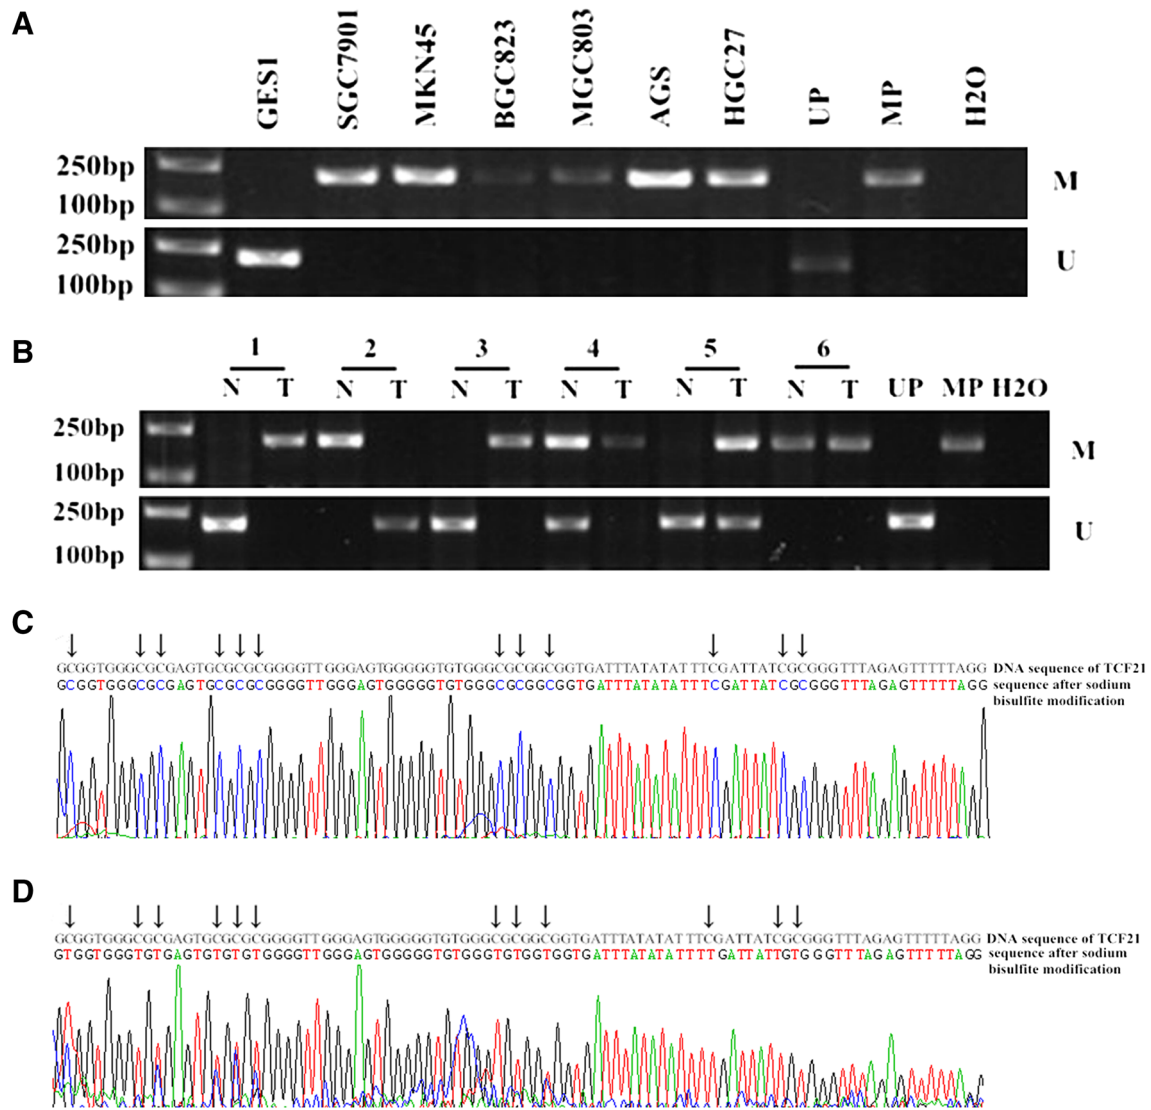 A
GES1 SGC7901 MKN45 BGC823 MGC803 AGS HGC27 UP MP H2O
250bp
100bp
M
250bp
100bp
U
B
1 2 3 4 5 6
N T N T N T N T N T N T UP MP H2O
250bp
100bp
M
250bp
100bp
U
C
GCGGTGGGCGCGAGTGCGCGCGGGGTTGGGAGTGGGGGTGTGGGCGCGGCGGTGATTTATATATTTCGATTATCGCGGGTTTAGAGTTTTTAGG DNA sequence of TCF21
GCGGTGGGCGCGAGTGCGCGCGGGGTTGGGAGTGGGGGTGTGGGCGCGGCGGTGATTTATATATTTCGATTATCGCGGGTTTAGAGTTTTTAGG sequence after sodium
bisulfite modification
D
GCGGTGGGCGCGAGTGCGCGCGGGGTTGGGAGTGGGGGTGTGGGCGCGGCGGTGATTTATATATTTCGATTATCGCGGGTTTAGAGTTTTTAGG DNA sequence of TCF21
GTGGTGGGTGTGAGTGTGTGTGGGGTTGGGAGTGGGGGTGTGGGTGTGGTGGTGATTTATATATTTTGATTATTGTGGGTTTAGAGTTTTTAGG sequence after sodium
bisulfite modification